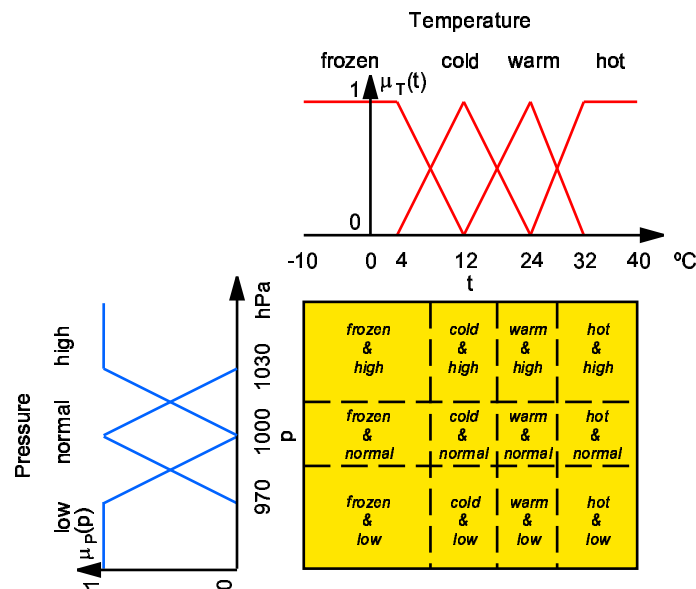 Temperature
frozen cold warm hot
1 μT(t)
0
-10 0 4 12 24 32 40 ºC
t
hPa
high
1030
normal
1000
p
Pressure
970
low
μP(p)
1 0
frozen & high
cold & high
warm & high
hot & high
frozen & normal
cold & normal
warm & normal
hot & normal
frozen & low
cold & low
warm & low
hot & low